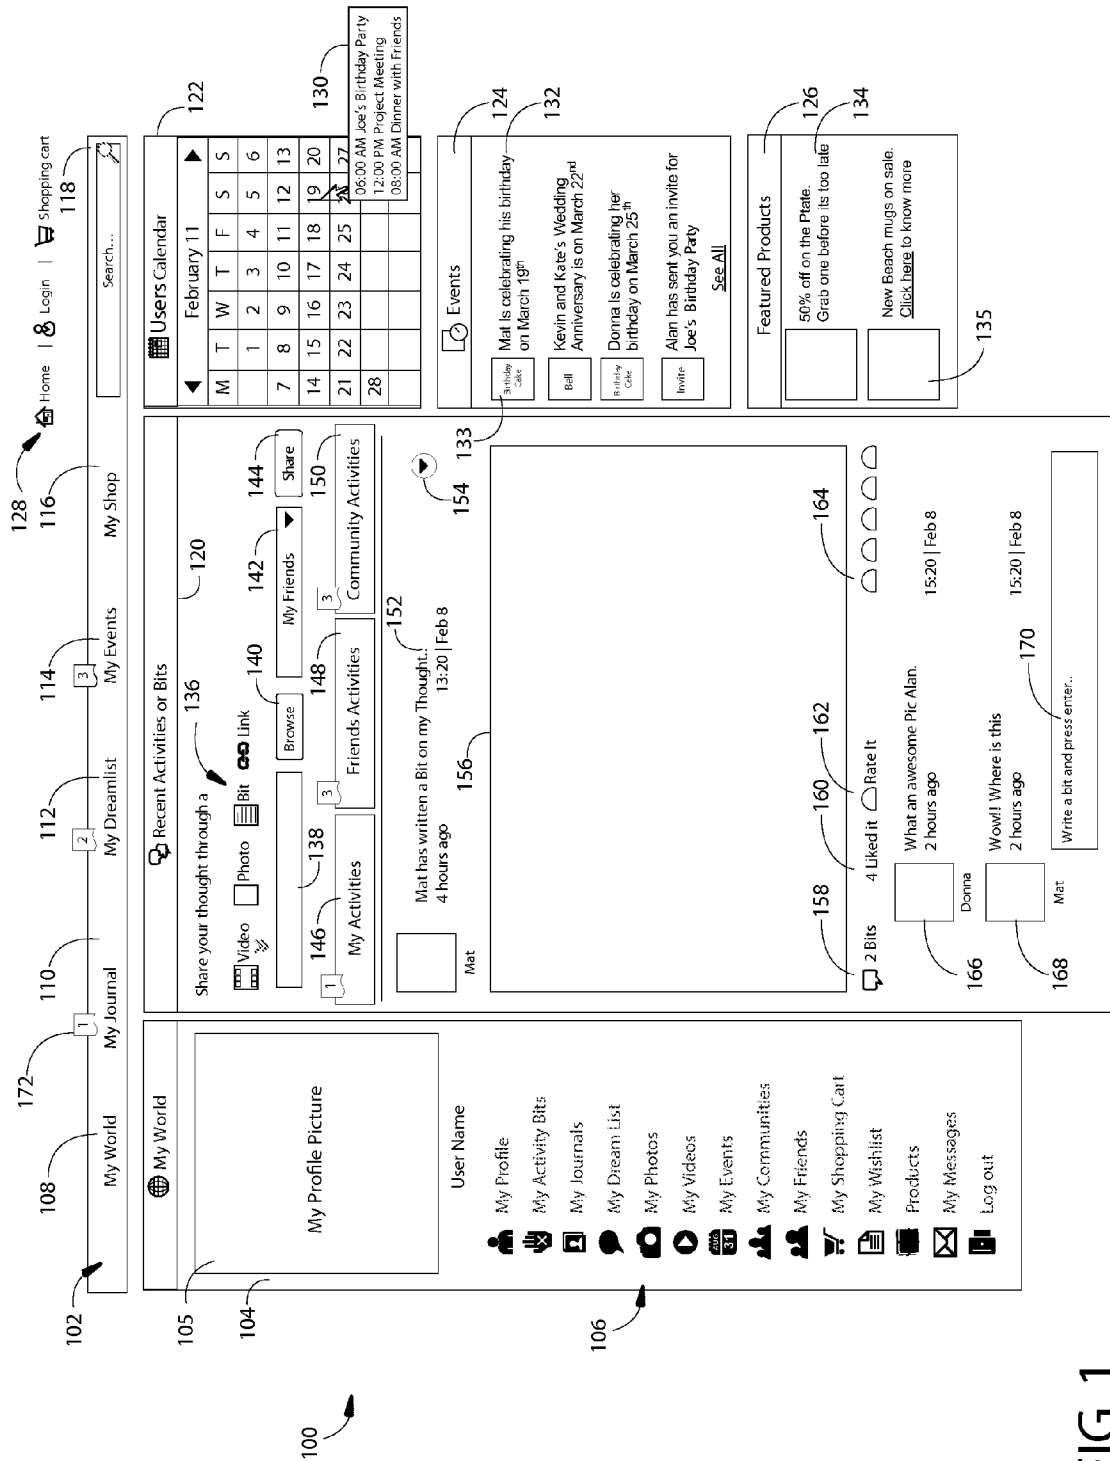 100
102
108
My World
172
1
110
My Journal
112
2
My Dreamlist
114
3
My Events
116
My Shop
128
Home | Login | Shopping cart
118
Search...
104
105
My World
My Profile Picture
User Name
106
My Profile
My Activity Bits
My Journals
My Dream List
My Photos
My Videos
AUG
31
My Events
My Communities
My Friends
My Shopping Cart
My Wishlist
Products
My Messages
Log out
120
Recent Activities or Bits
Share your thought through a
136
Video Photo Bit Link
138
140
Browse
142
My Friends
144
Share
146
1
My Activities
148
3
Friends Activities
150
3
Community Activities
152
Mat has written a Bit on my Thought..
4 hours ago 13:20 | Feb 8
Mat
154
156
158
2 Bits
160
4 Liked it
162
Rate It
164
166
What an awesome Pic Alan.
2 hours ago 15:20 | Feb 8
Donna
168
Wow!! Where is this
2 hours ago 15:20 | Feb 8
Mat
170
Write a bit and press enter..
122
Users Calendar
February 11
M T W T F S S
1 2 3 4 5 6
7 8 9 10 11 12 13
14 15 16 17 18 19 20
21 22 23 24 25 27
28
130
06:00 AM Joe's Birthday Party
12:00 PM Project Meeting
08:00 AM Dinner with Friends
124
Events
132
133
Birthday
Cake
Mat Is celebrating his birthday
on March 19th
Bell
Kevin and Kate's Wedding
Anniversary is on March 22nd
Birthday
Cake
Donna Is celebrating her
birthday on March 25th
Invite
Alan has sent you an invite for
Joe's Birthday Party
See All
126
Featured Products
134
50% off on the Plate.
Grab one before its too late
135
New Beach mugs on sale.
Click here to know more
FIG. 1